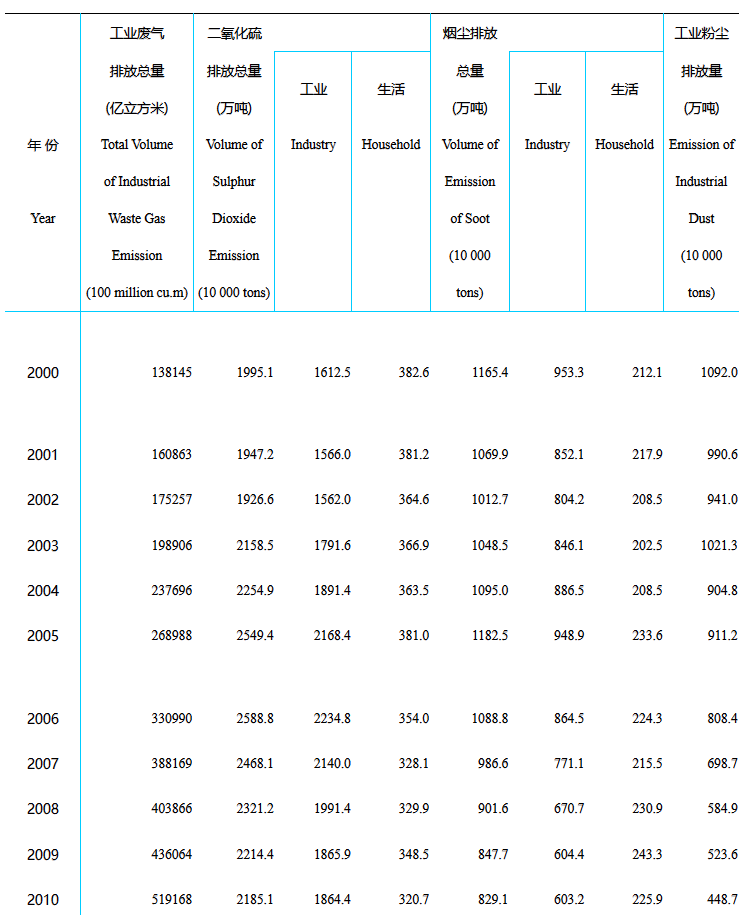 工业废气 二氧化硫 烟尘排放 工业粉尘
排放总量 排放总量 总量 排放量
工业 生活 工业 生活
(亿立方米) (万吨) (万吨) (万吨)
年 份 Total Volume Volume of Industry Household Volume of Industry Household Emission of
of Industrial Sulphur Emission Industrial
Year Waste Gas Dioxide of Soot Dust
Emission Emission (10 000 (10 000
(100 million cu.m) (10 000 tons) tons) tons)
2000 138145 1995.1 1612.5 382.6 1165.4 953.3 212.1 1092.0
2001 160863 1947.2 1566.0 381.2 1069.9 852.1 217.9 990.6
2002 175257 1926.6 1562.0 364.6 1012.7 804.2 208.5 941.0
2003 198906 2158.5 1791.6 366.9 1048.5 846.1 202.5 1021.3
2004 237696 2254.9 1891.4 363.5 1095.0 886.5 208.5 904.8
2005 268988 2549.4 2168.4 381.0 1182.5 948.9 233.6 911.2
2006 330990 2588.8 2234.8 354.0 1088.8 864.5 224.3 808.4
2007 388169 2468.1 2140.0 328.1 986.6 771.1 215.5 698.7
2008 403866 2321.2 1991.4 329.9 901.6 670.7 230.9 584.9
2009 436064 2214.4 1865.9 348.5 847.7 604.4 243.3 523.6
2010 519168 2185.1 1864.4 320.7 829.1 603.2 225.9 448.7